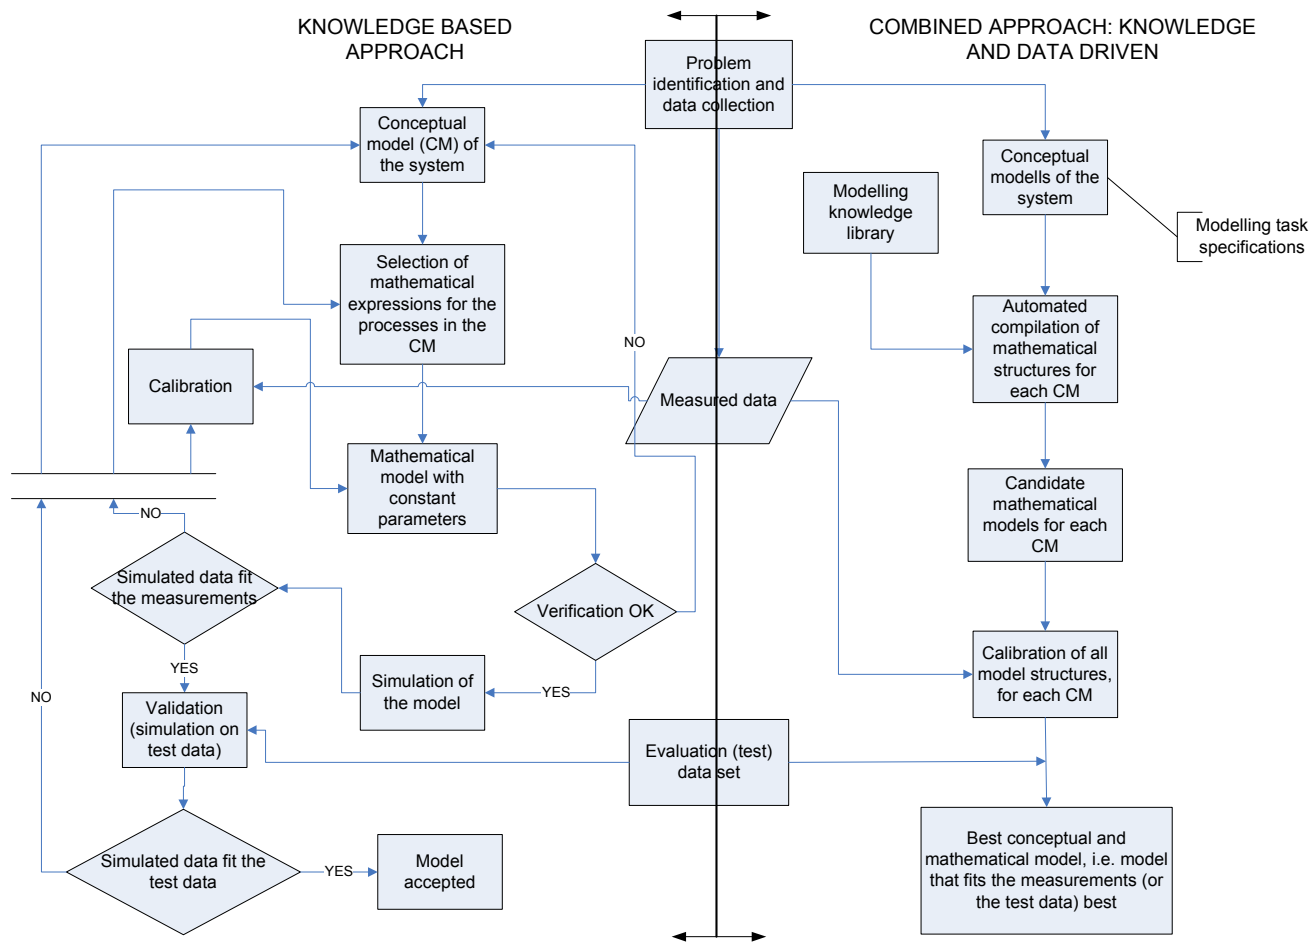 KNOWLEDGE BASED
APPROACH
COMBINED APPROACH: KNOWLEDGE
AND DATA DRIVEN
Problem
identification and
data collection
Conceptual
model (CM) of
the system
Conceptual
modells of the
system
Modelling
knowledge
library
Modelling task
specifications
Selection of
mathematical
expressions for the
processes in the
CM
Automated
compilation of
mathematical
structures for
each CM
NO
Calibration
Measured data
Mathematical
model with
constant
parameters
Candidate
mathematical
models for each
CM
NO
Simulated data fit
the measurements
Verification OK
YES
Simulation of
the model
YES
Calibration of all
model structures,
for each CM
NO
Validation
(simulation on
test data)
Evaluation (test)
data set
Simulated data fit the
test data
YES
Model
accepted
Best conceptual and
mathematical model, i.e. model
that fits the measurements (or
the test data) best